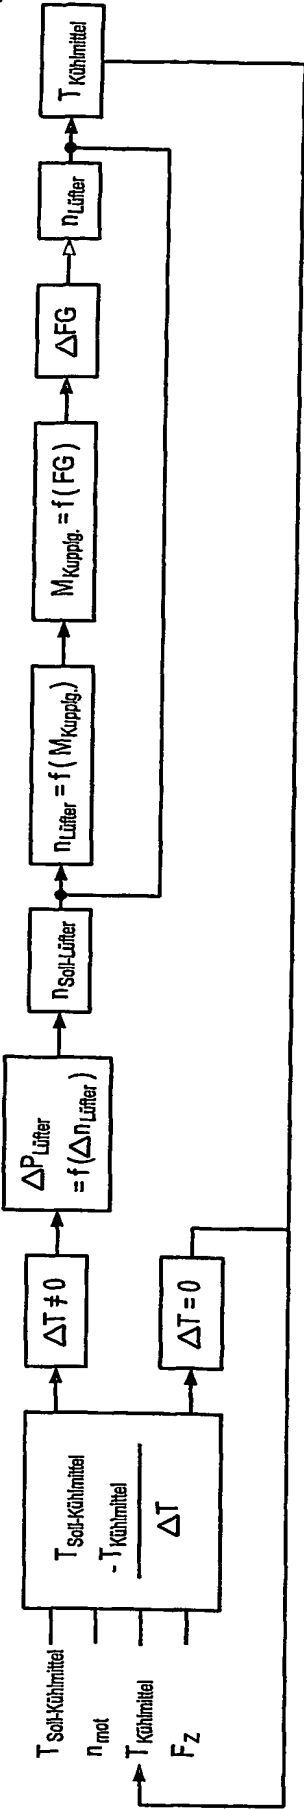 T Soll-Kühlmittel
n mot
T Kühlmittel
F Z
T Soll-Kühlmittel
- T Kühlmittel
ΔT
ΔT ≠ 0
ΔT = 0
ΔP Lüfter
= f ( Δn Lüfter )
n Soll-Lüfter
n Lüfter = f ( M Kupplg. )
M Kupplg. = f ( FG )
ΔFG
n Lüfter
T Kühlmittel